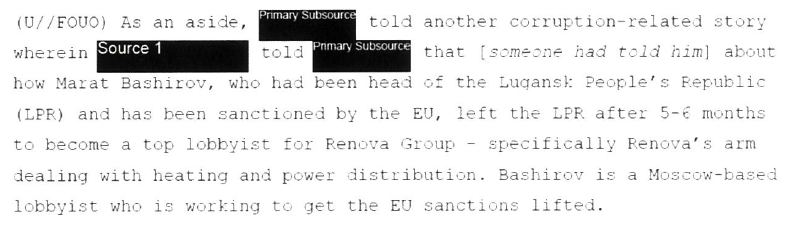 (U//FOUO) As an aside, Primary Subsource told another corruption-related story
wherein Source 1 told Primary Subsource that [someone had told him] about
how Marat Bashirov, who had been head of the Lugansk People's Republic
(LPR) and has been sanctioned by the EU, left the LPR after 5-6 months
to become a top lobbyist for Renova Group - specifically Renova's arm
dealing with heating and power distribution. Bashirov is a Moscow-based
lobbyist who is working to get the EU sanctions lifted.